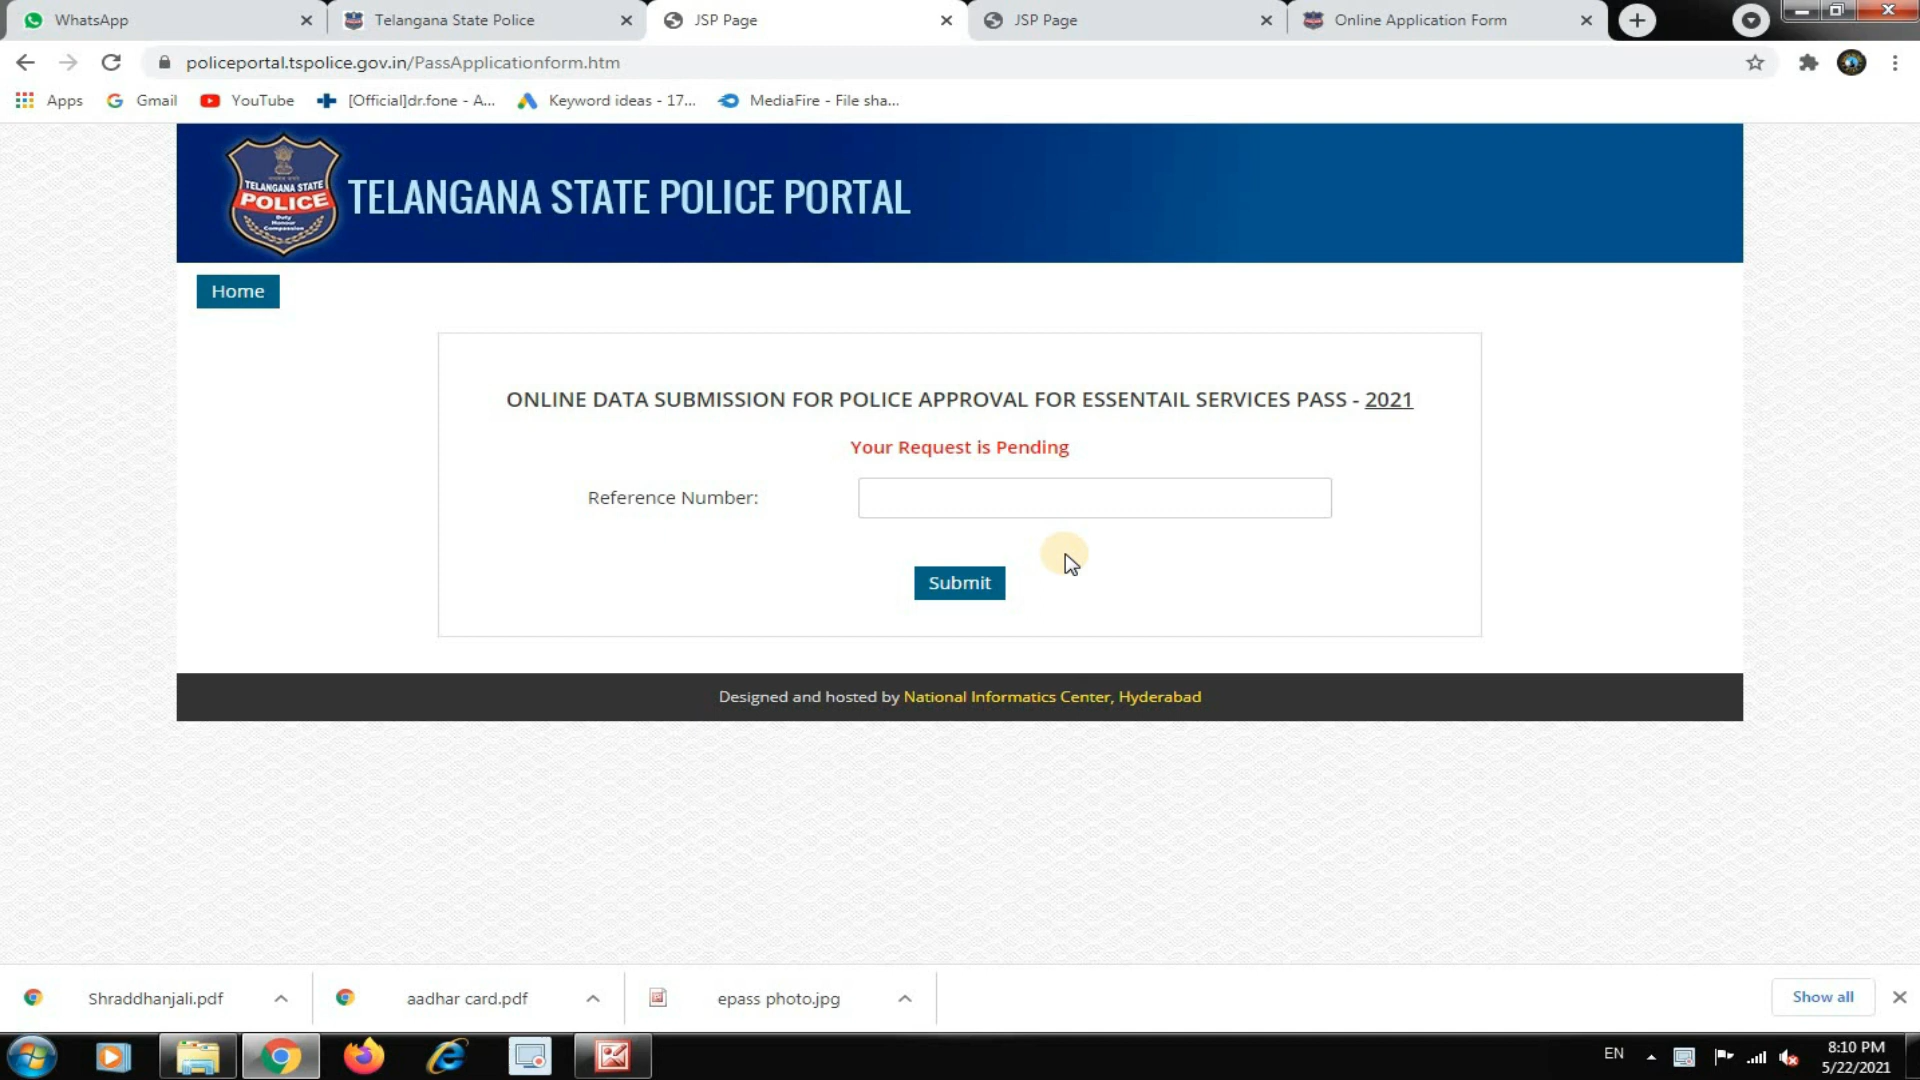 WhatsApp
Telangana State Police
JSP Page
JSP Page
Online Application Form
policeportal.tspolice.gov.in/PassApplicationform.htm
Apps
Gmail
YouTube
[Official]dr.fone - A...
Keyword ideas - 17...
MediaFire - File sha...
TELANGANA STATE
POLICE
Duty
Honour
Compassion
TELANGANA STATE POLICE PORTAL
Home
ONLINE DATA SUBMISSION FOR POLICE APPROVAL FOR ESSENTAIL SERVICES PASS - 2021
Your Request is Pending
Reference Number:
Submit
Designed and hosted by National Informatics Center, Hyderabad
Shraddhanjali.pdf
aadhar card.pdf
epass photo.jpg
Show all
EN
8:10 PM
5/22/2021